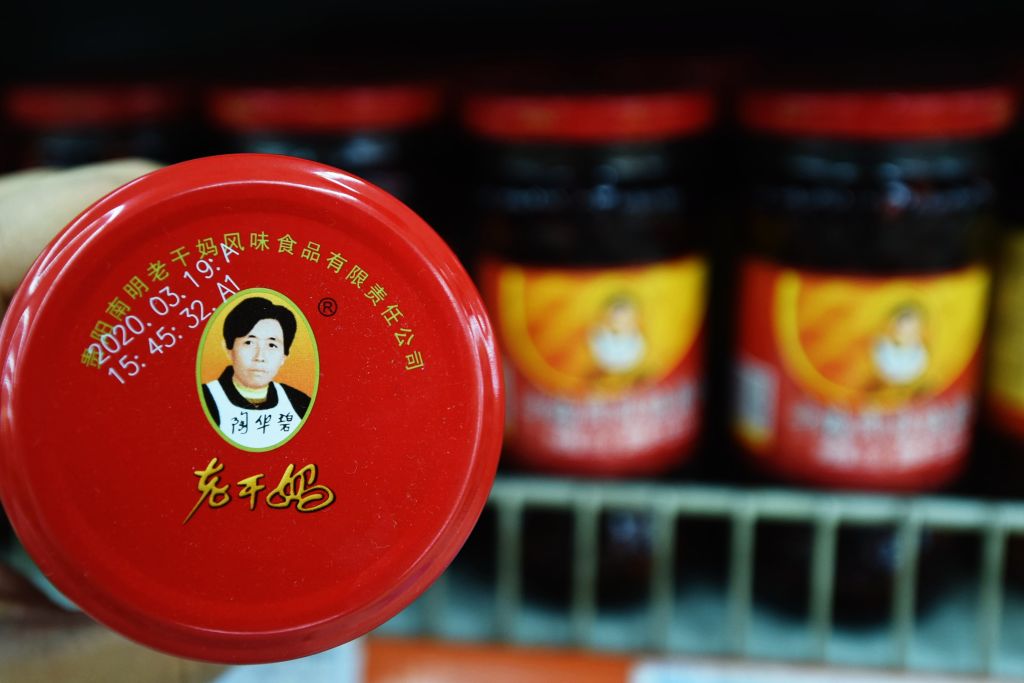 贵阳南明老干妈风味食品有限责任公司
2020. 03. 19: A
15: 45: 32. A1
®
陶华碧
老干妈